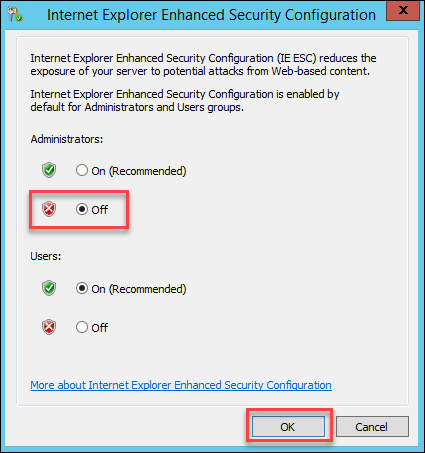 Internet Explorer Enhanced Security Configuration
Internet Explorer Enhanced Security Configuration (IE ESC) reduces the
exposure of your server to potential attacks from Web-based content.
Internet Explorer Enhanced Security Configuration is enabled by
default for Administrators and Users groups.
Administrators:
On (Recommended)
Off
Users:
On (Recommended)
Off
More about Internet Explorer Enhanced Security Configuration
OK Cancel